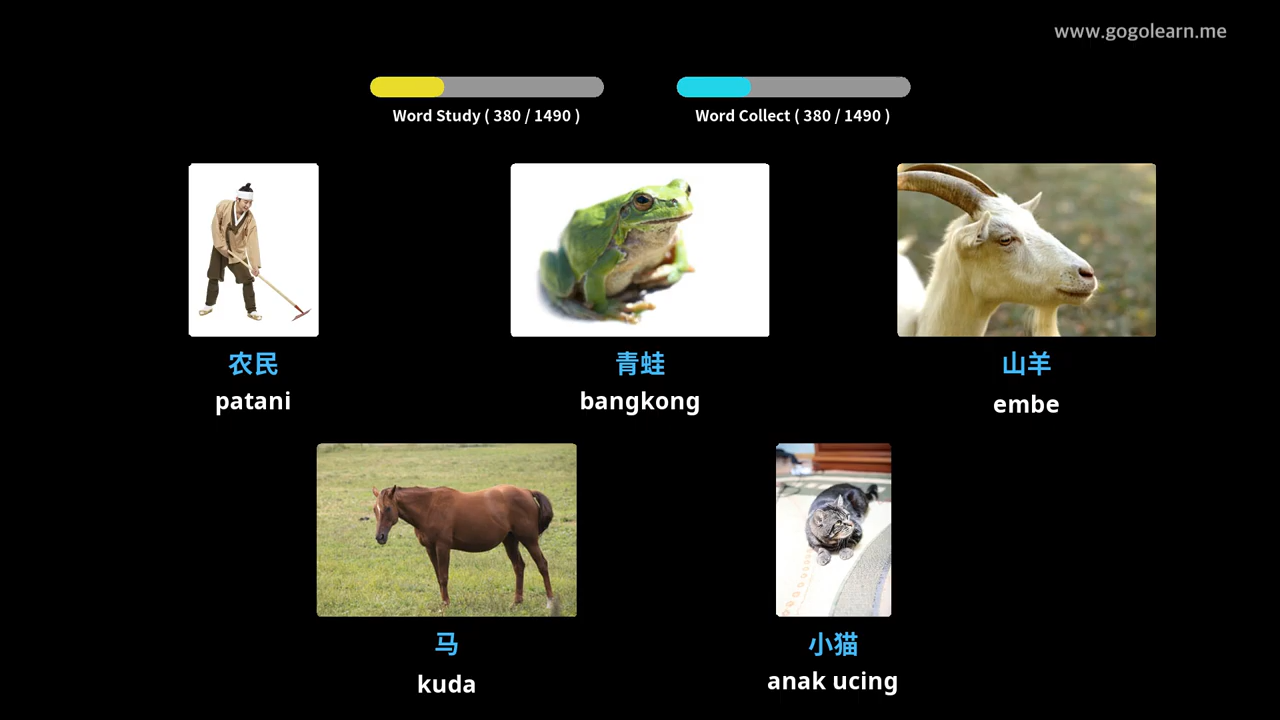 www.gogolearn.me
Word Study ( 380 / 1490 )
Word Collect ( 380 / 1490 )
农民
patani
青蛙
bangkong
山羊
embe
马
kuda
小猫
anak ucing